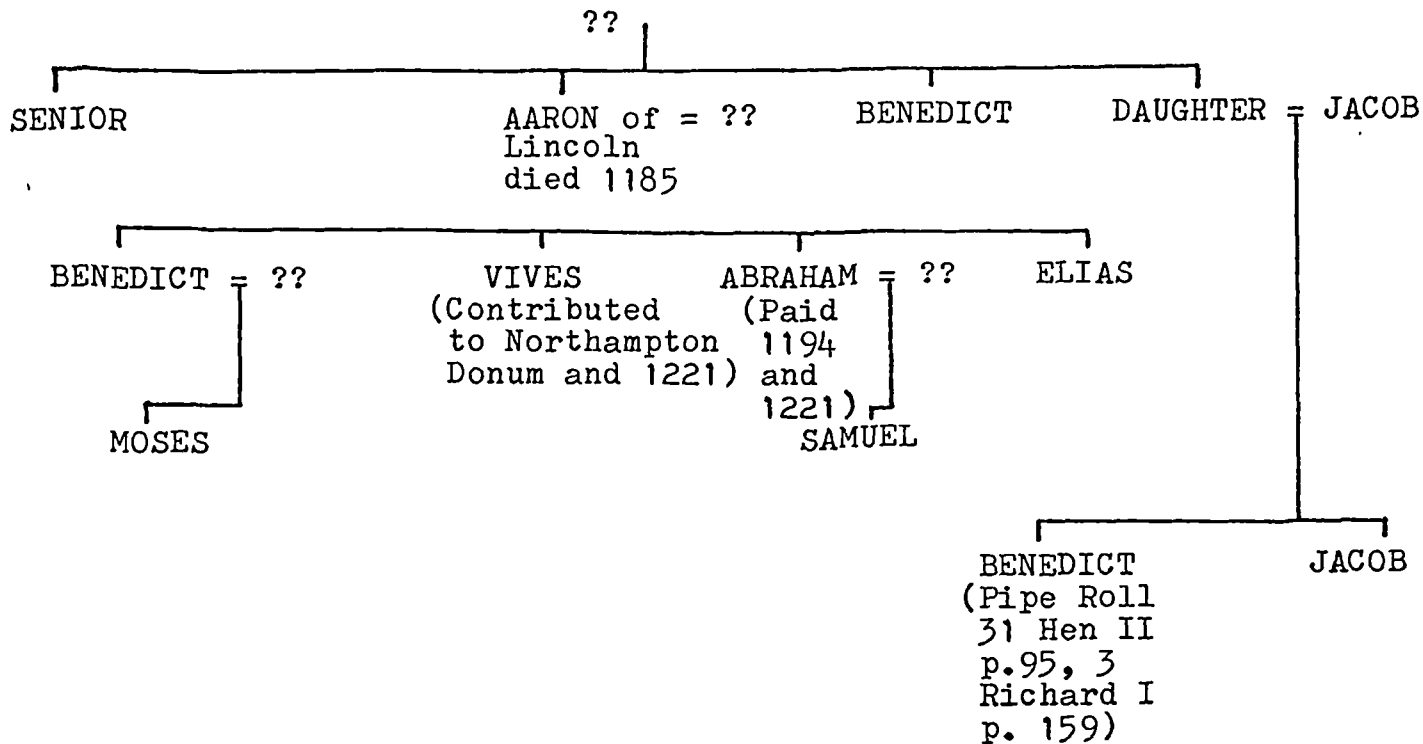 ??
SENIOR AARON of = ?? BENEDICT DAUGHTER = JACOB
Lincoln
died 1185
BENEDICT = ?? VIVES ABRAHAM = ?? ELIAS
(Contributed (Paid
to Northampton 1194
Donum and 1221) and
1221)
MOSES SAMUEL
BENEDICT JACOB
(Pipe Roll
31 Hen II
p.95, 3
Richard I
p. 159)